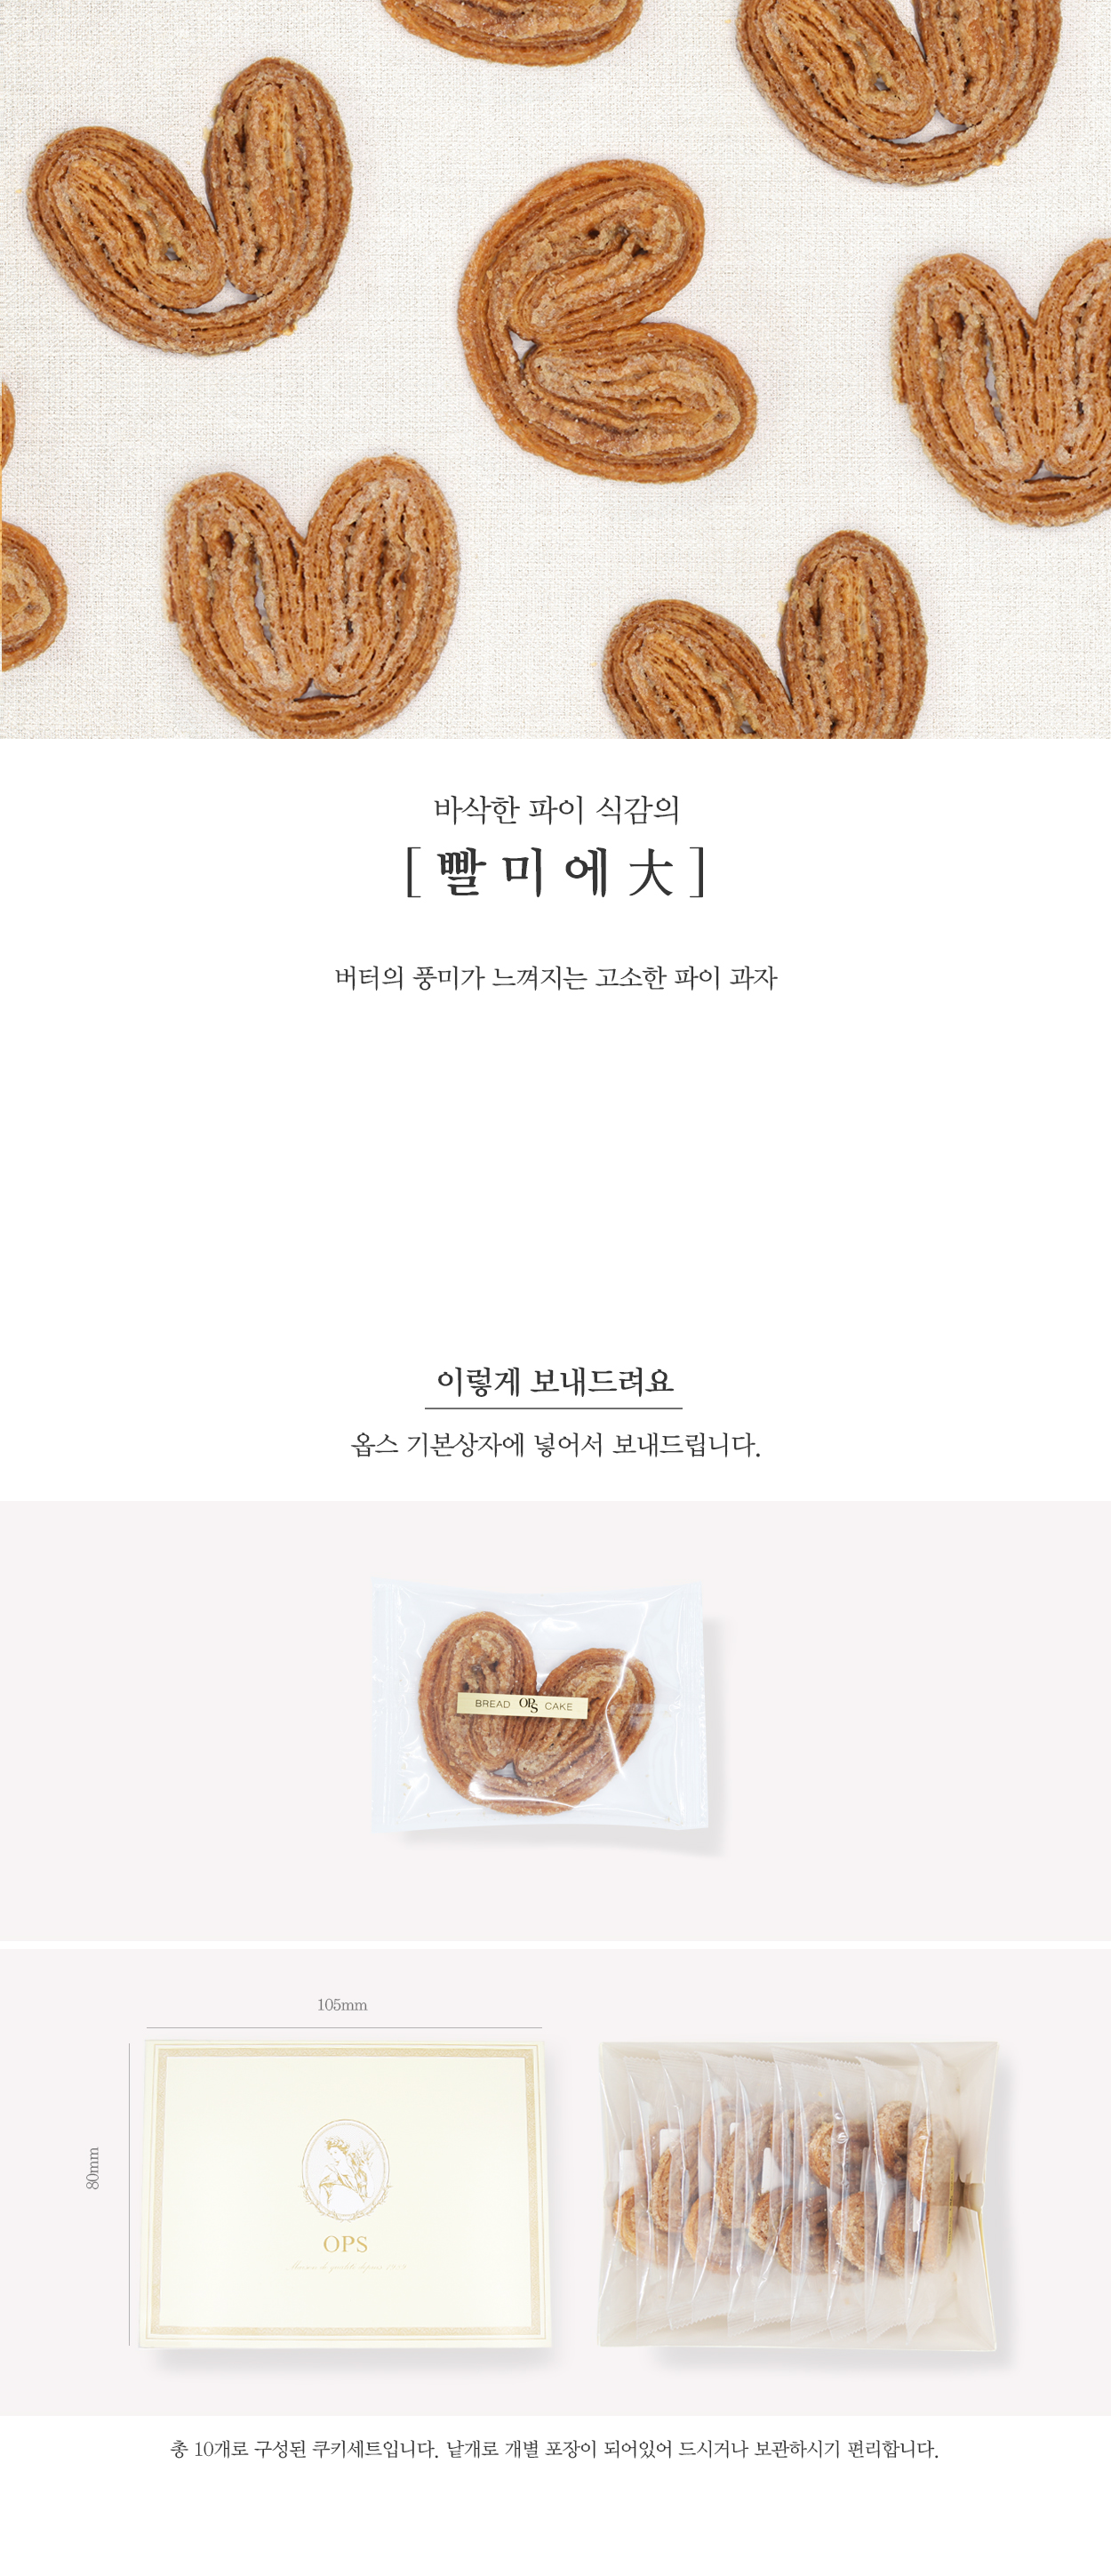 바삭한 파이 식감의
[ 빨미에大 ]
버터의 풍미가 느껴지는 고소한 파이 과자
이렇게 보내드려요
옵스 기본상자에 넣어서 보내드립니다.
BREAD OPS CAKE
105mm
80mm
OPS
총 10개로 구성된 쿠키세트입니다. 낱개로 개별 포장이 되어있어 드시거나 보관하시기 편리합니다.